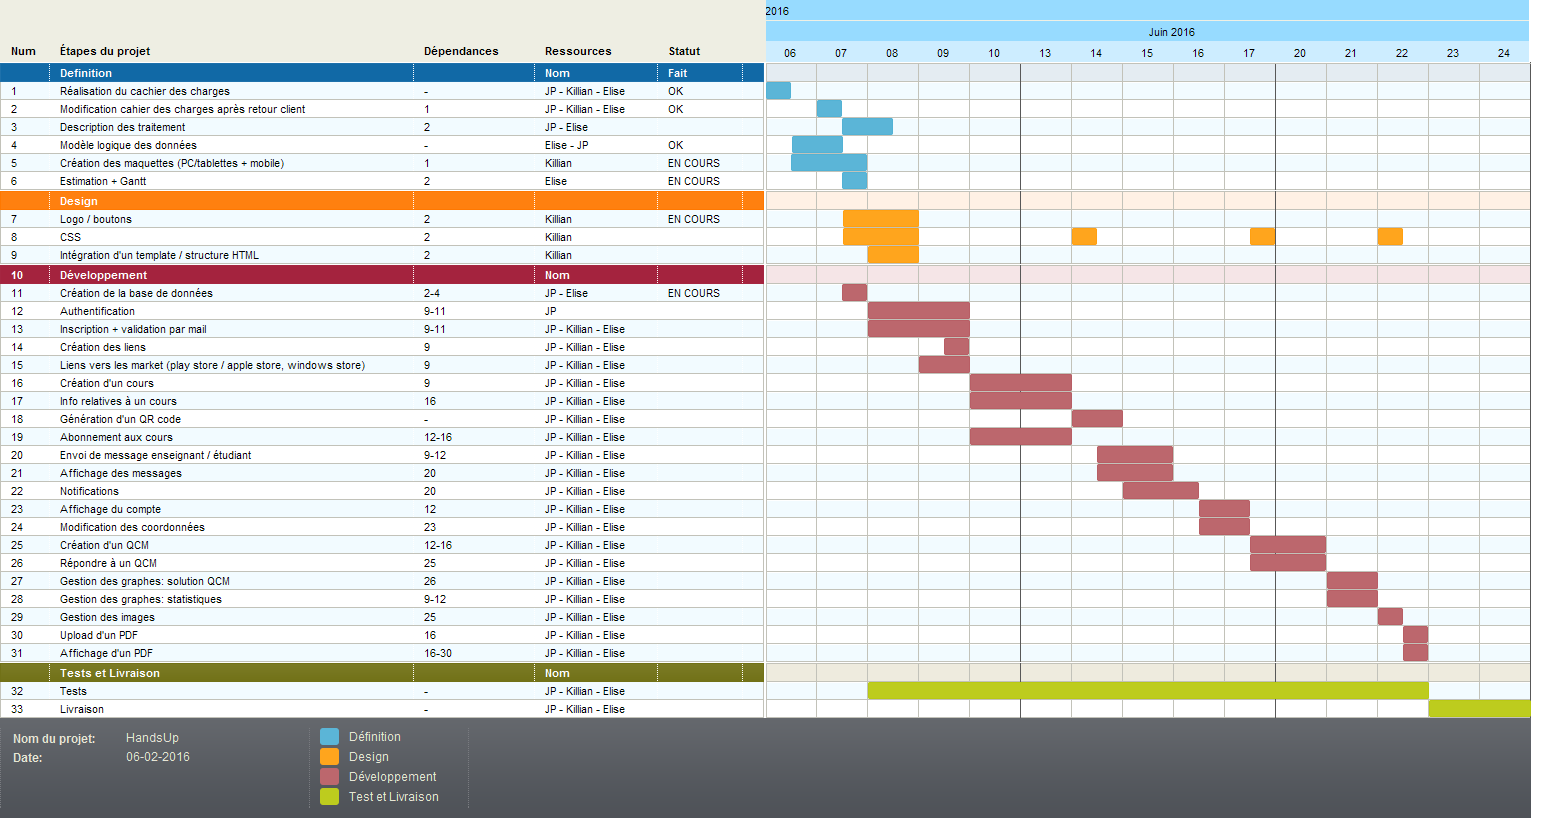 2016
Juin 2016
Num Étapes du projet Dépendances Ressources Statut 06 07 08 09 10 13 14 15 16 17 20 21 22 23 24
Definition Nom Fait
1 Réalisation du cachier des charges - JP - Killian - Elise OK
2 Modification cahier des charges après retour client 1 JP - Killian - Elise OK
3 Description des traitement 2 JP - Elise
4 Modèle logique des données - Elise - JP OK
5 Création des maquettes (PC/tablettes + mobile) 1 Killian EN COURS
6 Estimation + Gantt 2 Elise EN COURS
Design
7 Logo / boutons 2 Killian EN COURS
8 CSS 2 Killian
9 Intégration d'un template / structure HTML 2 Killian
10 Développement Nom
11 Création de la base de données 2-4 JP - Elise EN COURS
12 Authentification 9-11 JP
13 Inscription + validation par mail 9-11 JP - Killian - Elise
14 Création des liens 9 JP - Killian - Elise
15 Liens vers les market (play store / apple store, windows store) 9 JP - Killian - Elise
16 Création d'un cours 9 JP - Killian - Elise
17 Info relatives à un cours 16 JP - Killian - Elise
18 Génération d'un QR code - JP - Killian - Elise
19 Abonnement aux cours 12-16 JP - Killian - Elise
20 Envoi de message enseignant / étudiant 9-12 JP - Killian - Elise
21 Affichage des messages 20 JP - Killian - Elise
22 Notifications 20 JP - Killian - Elise
23 Affichage du compte 12 JP - Killian - Elise
24 Modification des coordonnées 23 JP - Killian - Elise
25 Création d'un QCM 12-16 JP - Killian - Elise
26 Répondre à un QCM 25 JP - Killian - Elise
27 Gestion des graphes: solution QCM 26 JP - Killian - Elise
28 Gestion des graphes: statistiques 9-12 JP - Killian - Elise
29 Gestion des images 25 JP - Killian - Elise
30 Upload d'un PDF 16 JP - Killian - Elise
31 Affichage d'un PDF 16-30 JP - Killian - Elise
Tests et Livraison Nom
32 Tests - JP - Killian - Elise
33 Livraison - JP - Killian - Elise
Nom du projet: HandsUp
Date: 06-02-2016
Définition
Design
Développement
Test et Livraison